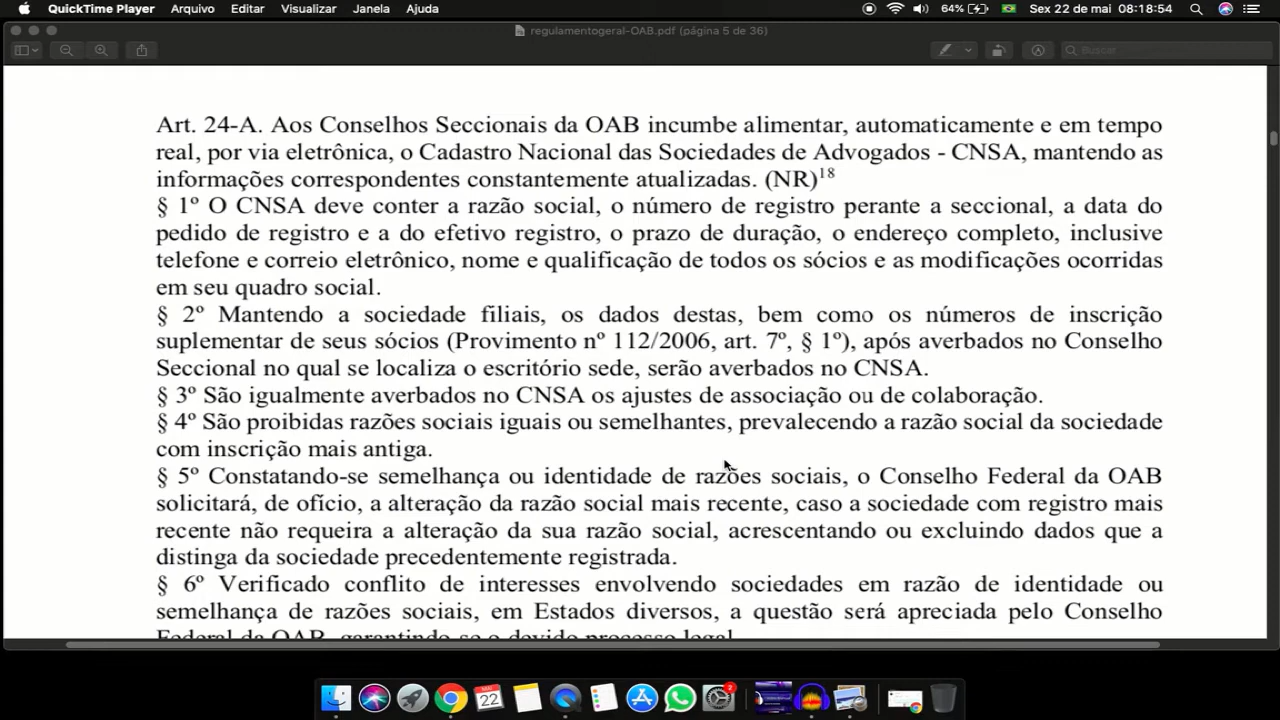 QuickTime Player Arquivo Editar Visualizar Janela Ajuda 64% Sex 22 de mai 08:18:54
regulamentogeral-OAB.pdf (página 5 de 36)
Buscar
Art. 24-A. Aos Conselhos Seccionais da OAB incumbe alimentar, automaticamente e em tempo
real, por via eletrônica, o Cadastro Nacional das Sociedades de Advogados - CNSA, mantendo as
informações correspondentes constantemente atualizadas. (NR)18
§ 1º O CNSA deve conter a razão social, o número de registro perante a seccional, a data do
pedido de registro e a do efetivo registro, o prazo de duração, o endereço completo, inclusive
telefone e correio eletrônico, nome e qualificação de todos os sócios e as modificações ocorridas
em seu quadro social.
§ 2º Mantendo a sociedade filiais, os dados destas, bem como os números de inscrição
suplementar de seus sócios (Provimento nº 112/2006, art. 7º, § 1º), após averbados no Conselho
Seccional no qual se localiza o escritório sede, serão averbados no CNSA.
§ 3º São igualmente averbados no CNSA os ajustes de associação ou de colaboração.
§ 4º São proibidas razões sociais iguais ou semelhantes, prevalecendo a razão social da sociedade
com inscrição mais antiga.
§ 5º Constatando-se semelhança ou identidade de razões sociais, o Conselho Federal da OAB
solicitará, de ofício, a alteração da razão social mais recente, caso a sociedade com registro mais
recente não requeira a alteração da sua razão social, acrescentando ou excluindo dados que a
distinga da sociedade precedentemente registrada.
§ 6º Verificado conflito de interesses envolvendo sociedades em razão de identidade ou
semelhança de razões sociais, em Estados diversos, a questão será apreciada pelo Conselho
Federal da OAB, garantindo-se o devido processo legal.
22
2